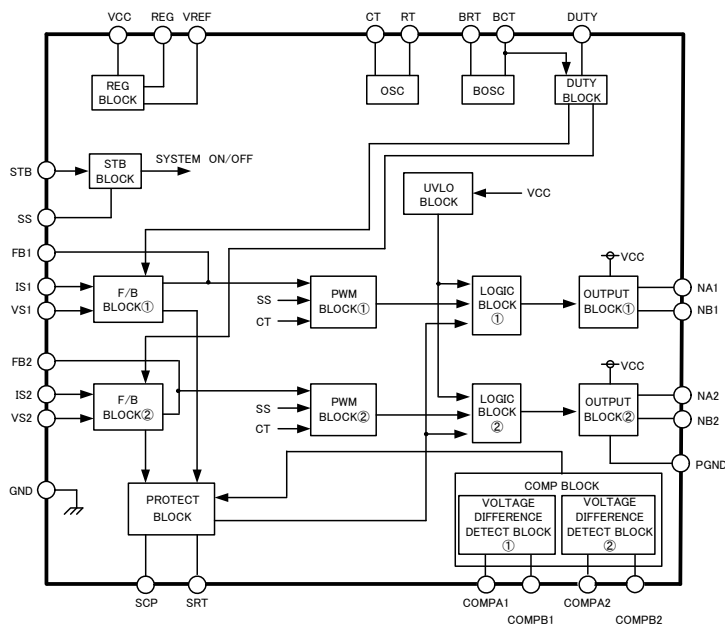 VCC REG VREF CT RT BRT BCT DUTY
REG
BLOCK
OSC
BOSC
DUTY
BLOCK
STB
STB
BLOCK
SYSTEM ON/OFF
SS
UVLO
BLOCK
VCC
FB1
IS1
VS1
F/B
BLOCK①
SS
CT
PWM
BLOCK①
LOGIC
BLOCK
①
VCC
OUTPUT
BLOCK①
NA1
NB1
FB2
IS2
VS2
F/B
BLOCK②
SS
CT
PWM
BLOCK②
LOGIC
BLOCK
②
VCC
OUTPUT
BLOCK②
NA2
NB2
PGND
GND
PROTECT
BLOCK
COMP BLOCK
VOLTAGE
DIFFERENCE
DETECT BLOCK
①
VOLTAGE
DIFFERENCE
DETECT BLOCK
②
SCP SRT COMPA1 COMPA2
COMPB1 COMPB2